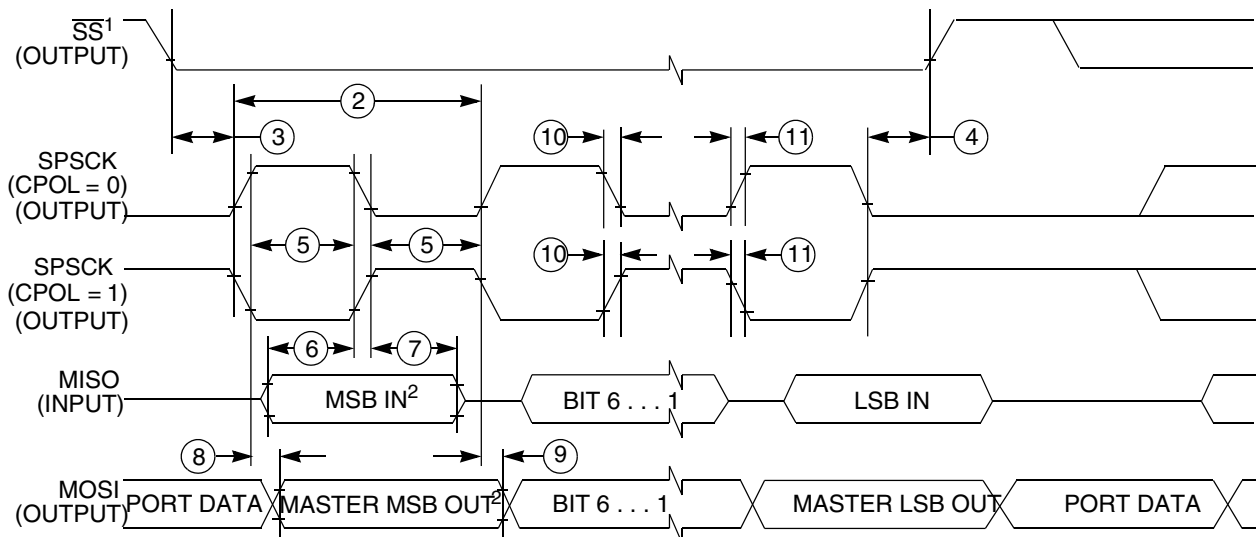 SS¹
(OUTPUT)
2
3
10
11
4
SPSCK
(CPOL = 0)
(OUTPUT)
5
5
SPSCK
(CPOL = 1)
(OUTPUT)
10
11
6
7
MISO
(INPUT)
MSB IN²
BIT 6 . . . 1
LSB IN
8
9
MOSI
(OUTPUT)
PORT DATA
MASTER MSB OUT²
BIT 6 . . . 1
MASTER LSB OUT
PORT DATA